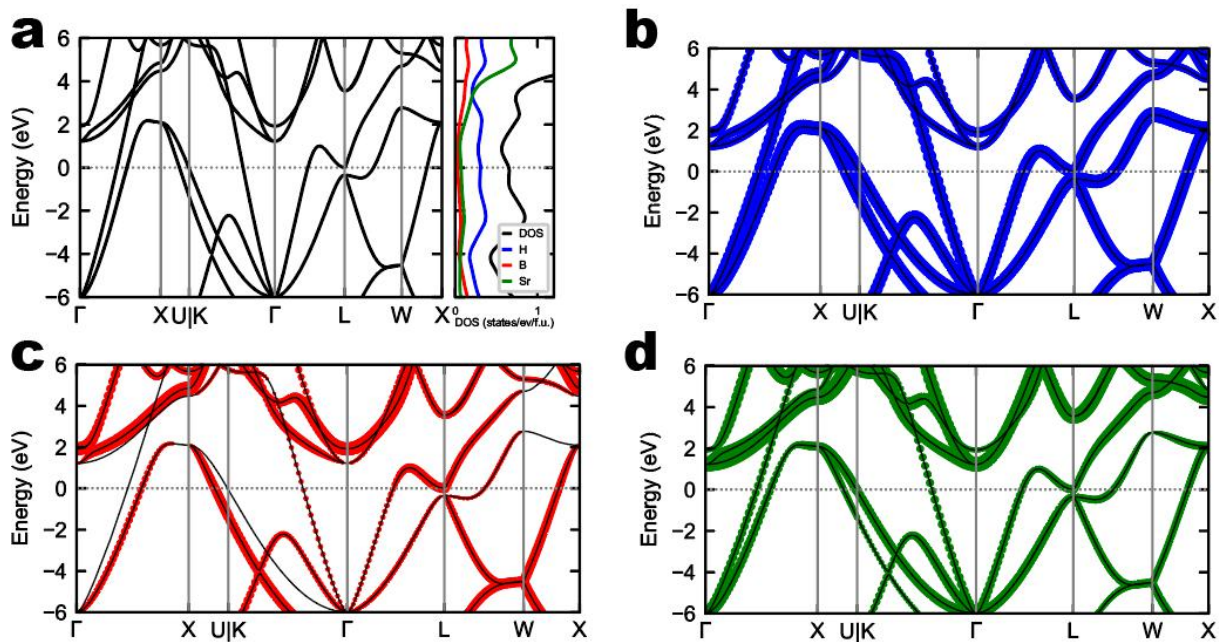 a
6
4
2
0
−2
−4
−6
Energy (eV)
Γ X U|K Γ L W X
DOS
H
B
Sr
0 1
DOS (states/ev/f.u.)
b
6
4
2
0
−2
−4
−6
Energy (eV)
Γ X U|K Γ L W X
c
6
4
2
0
−2
−4
−6
Energy (eV)
Γ X U|K Γ L W X
d
6
4
2
0
−2
−4
−6
Energy (eV)
Γ X U|K Γ L W X